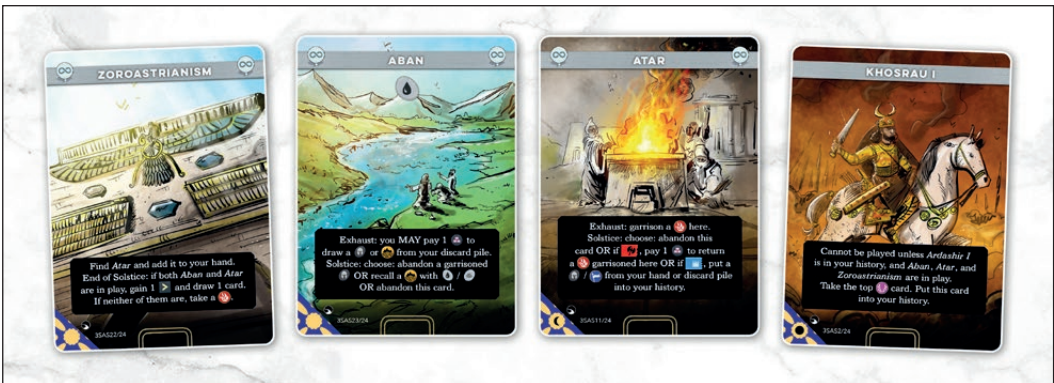 ZOROASTRIANISM
Find Atar and add it to your hand.
End of Solstice: if both Aban and Atar
are in play, gain 1 and draw 1 card.
If neither of them are, take a .
3SAS22/24
ABAN
Exhaust: you MAY pay 1 to
draw a / or from your discard pile.
Solstice: choose: abandon a garrisoned
OR recall a with /
OR abandon this card.
3SAS23/24
ATAR
Exhaust: garrison a here.
Solstice: choose: abandon this
card OR if , pay 1 to return
a garrisoned here OR if , put a
/ from your hand or discard pile
into your history.
3SAS11/24
KHOSRAU I
Cannot be played unless Ardashir I
is in your history, and Aban, Atar, and
Zoroastrianism are in play.
Take the top card. Put this card
into your history.
3SAS2/24